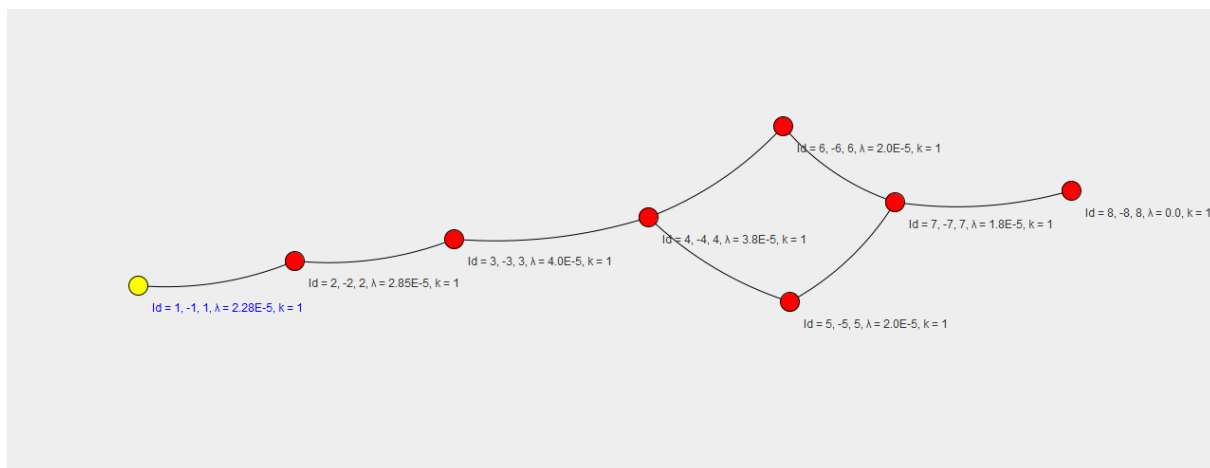 Id = 1, -1, 1, λ = 2.28E-5, k = 1
Id = 2, -2, 2, λ = 2.85E-5, k = 1
Id = 3, -3, 3, λ = 4.0E-5, k = 1
Id = 4, -4, 4, λ = 3.8E-5, k = 1
Id = 6, -6, 6, λ = 2.0E-5, k = 1
Id = 5, -5, 5, λ = 2.0E-5, k = 1
Id = 7, -7, 7, λ = 1.8E-5, k = 1
Id = 8, -8, 8, λ = 0.0, k = 1